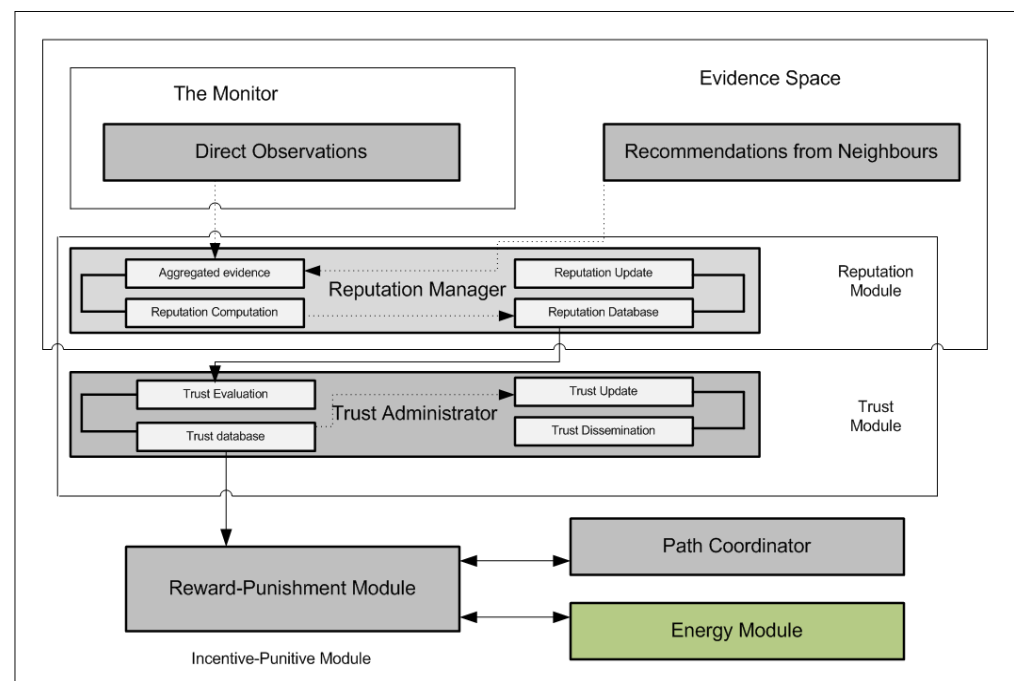 The Monitor
Evidence Space
Direct Observations
Recommendations from Neighbours
Aggregated evidence
Reputation Update
Reputation Manager
Reputation
Module
Reputation Computation
Reputation Database
Trust Evaluation
Trust Update
Trust Administrator
Trust
Module
Trust database
Trust Dissemination
Path Coordinator
Reward-Punishment Module
Energy Module
Incentive-Punitive Module